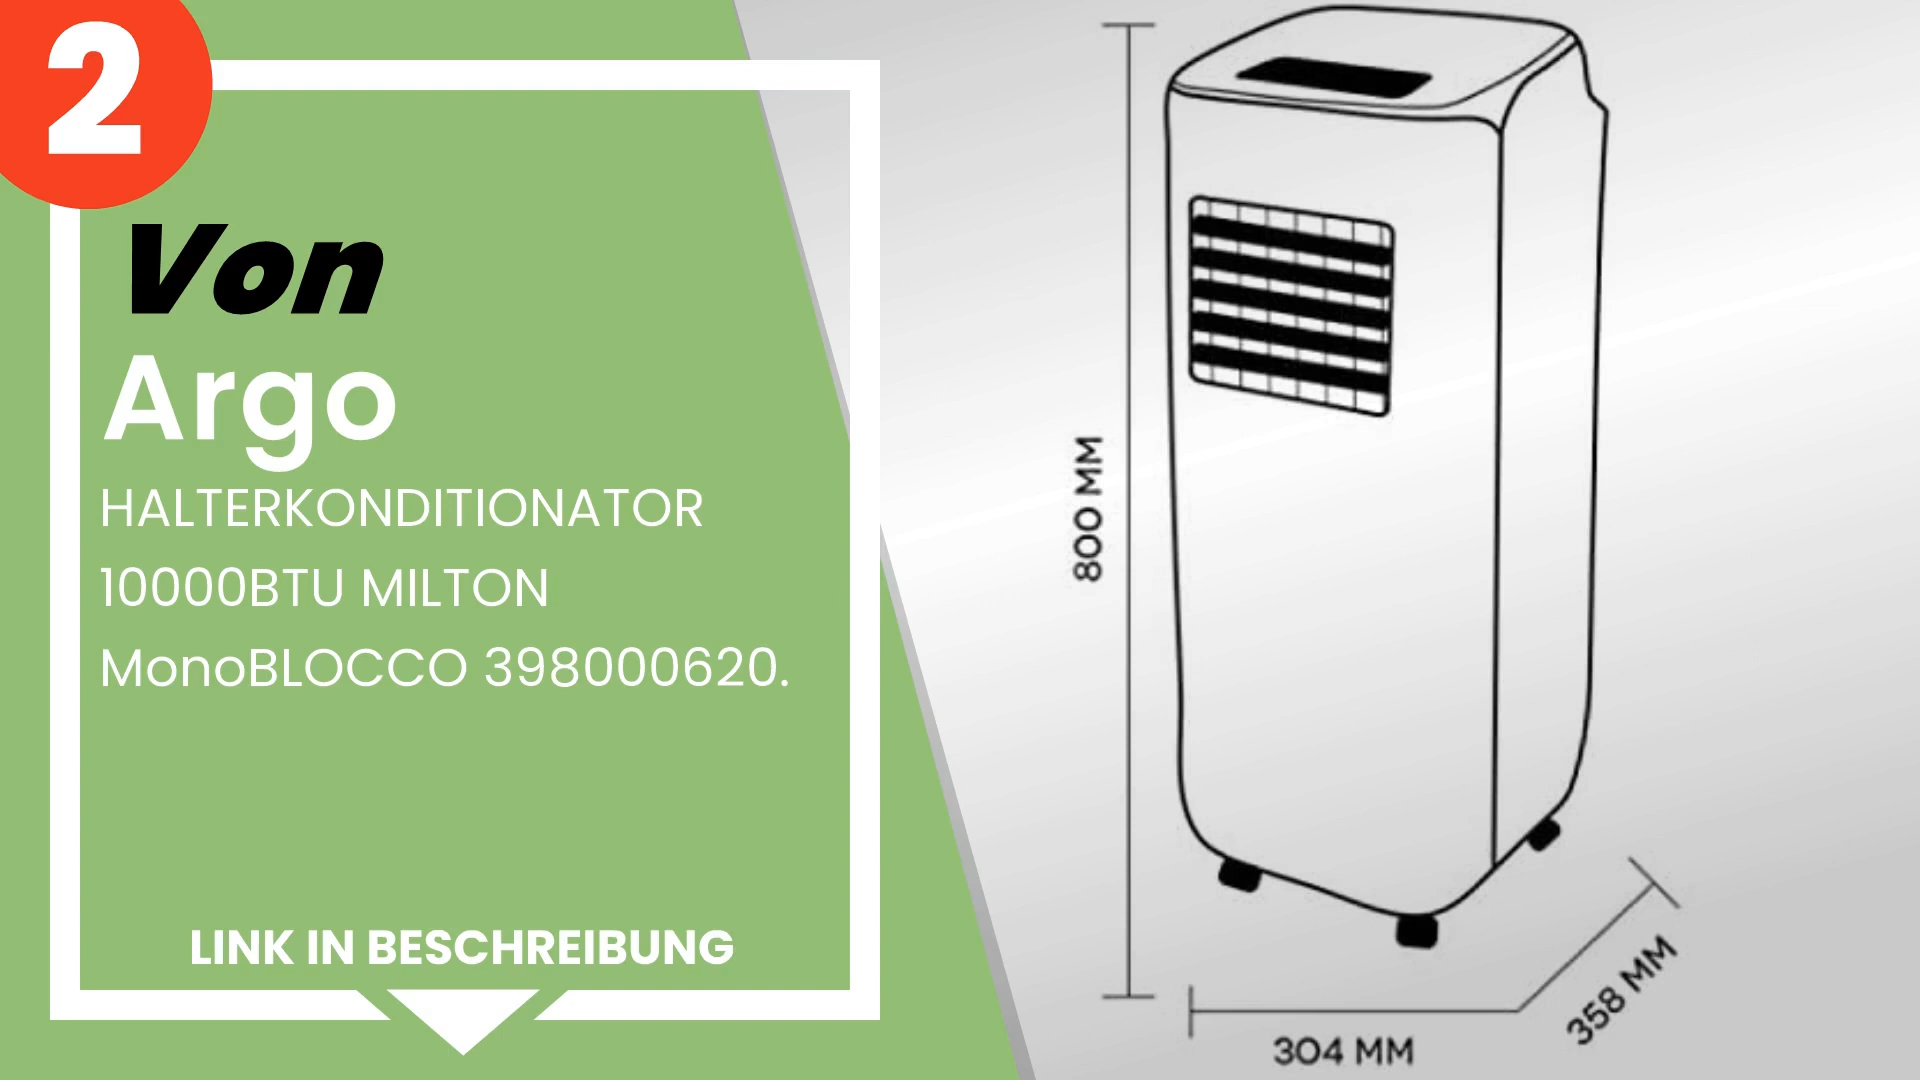 2
Von
Argo
HALTERKONDITIONATOR
10000BTU MILTON
MonoBLOCCO 398000620.
LINK IN BESCHREIBUNG
800 MM
304 MM
358 MM